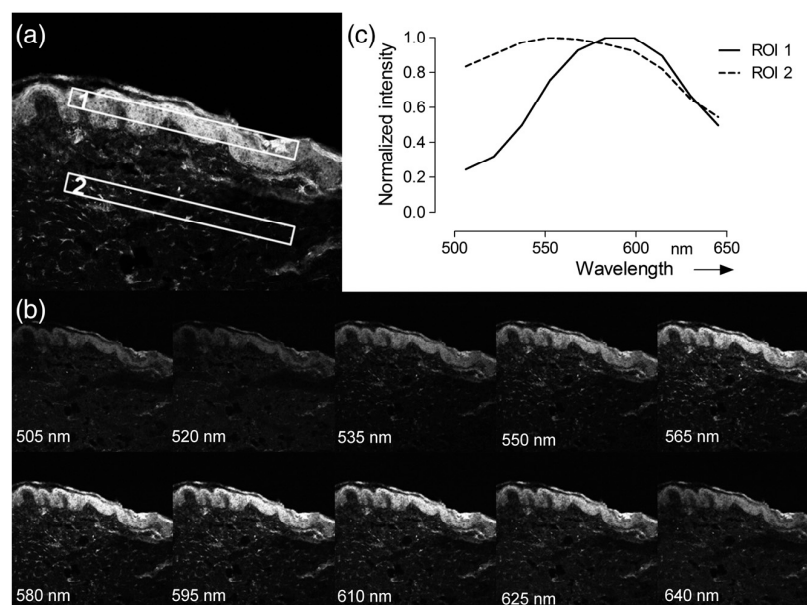 (a)
1
2
(c)
Normalized intensity
1.0
0.8
0.6
0.4
0.2
0.0
500
550
600
nm
650
Wavelength
ROI 1
ROI 2
(b)
505 nm
520 nm
535 nm
550 nm
565 nm
580 nm
595 nm
610 nm
625 nm
640 nm